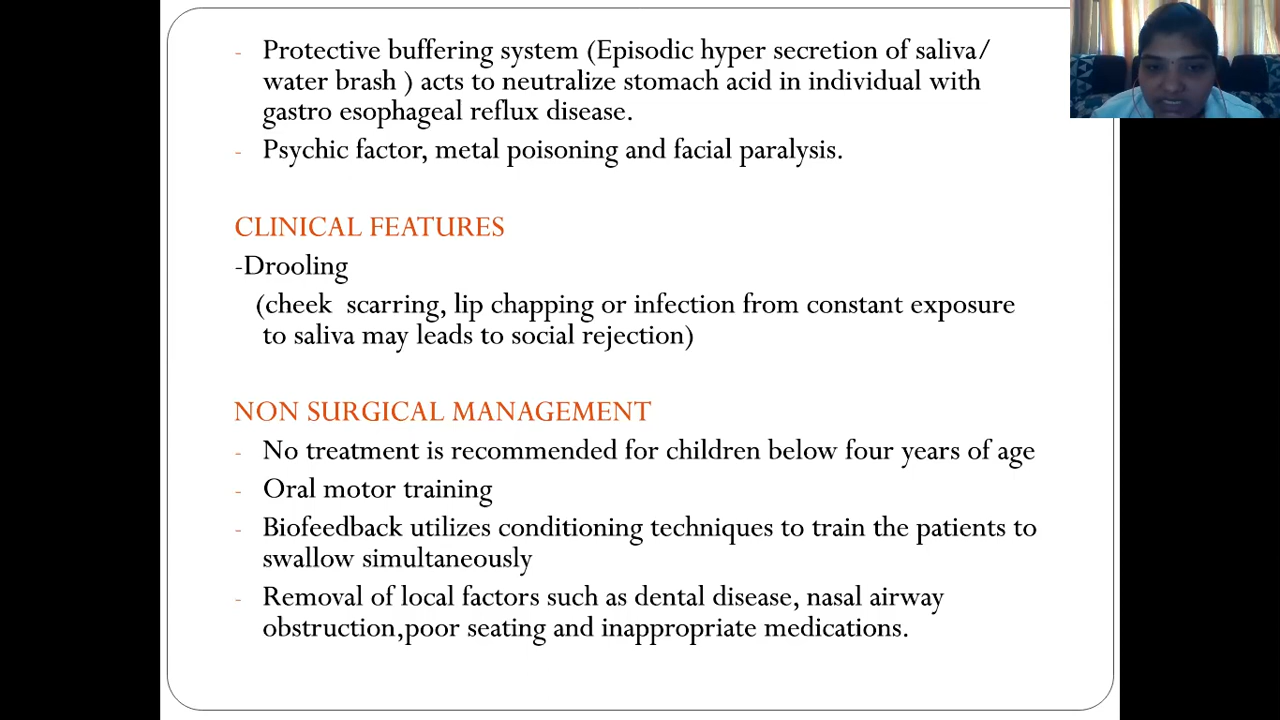 - Protective buffering system (Episodic hyper secretion of saliva/
water brash ) acts to neutralize stomach acid in individual with
gastro esophageal reflux disease.
- Psychic factor, metal poisoning and facial paralysis.
CLINICAL FEATURES
-Drooling
(cheek scarring, lip chapping or infection from constant exposure
to saliva may leads to social rejection)
NON SURGICAL MANAGEMENT
- No treatment is recommended for children below four years of age
- Oral motor training
- Biofeedback utilizes conditioning techniques to train the patients to
swallow simultaneously
- Removal of local factors such as dental disease, nasal airway
obstruction,poor seating and inappropriate medications.